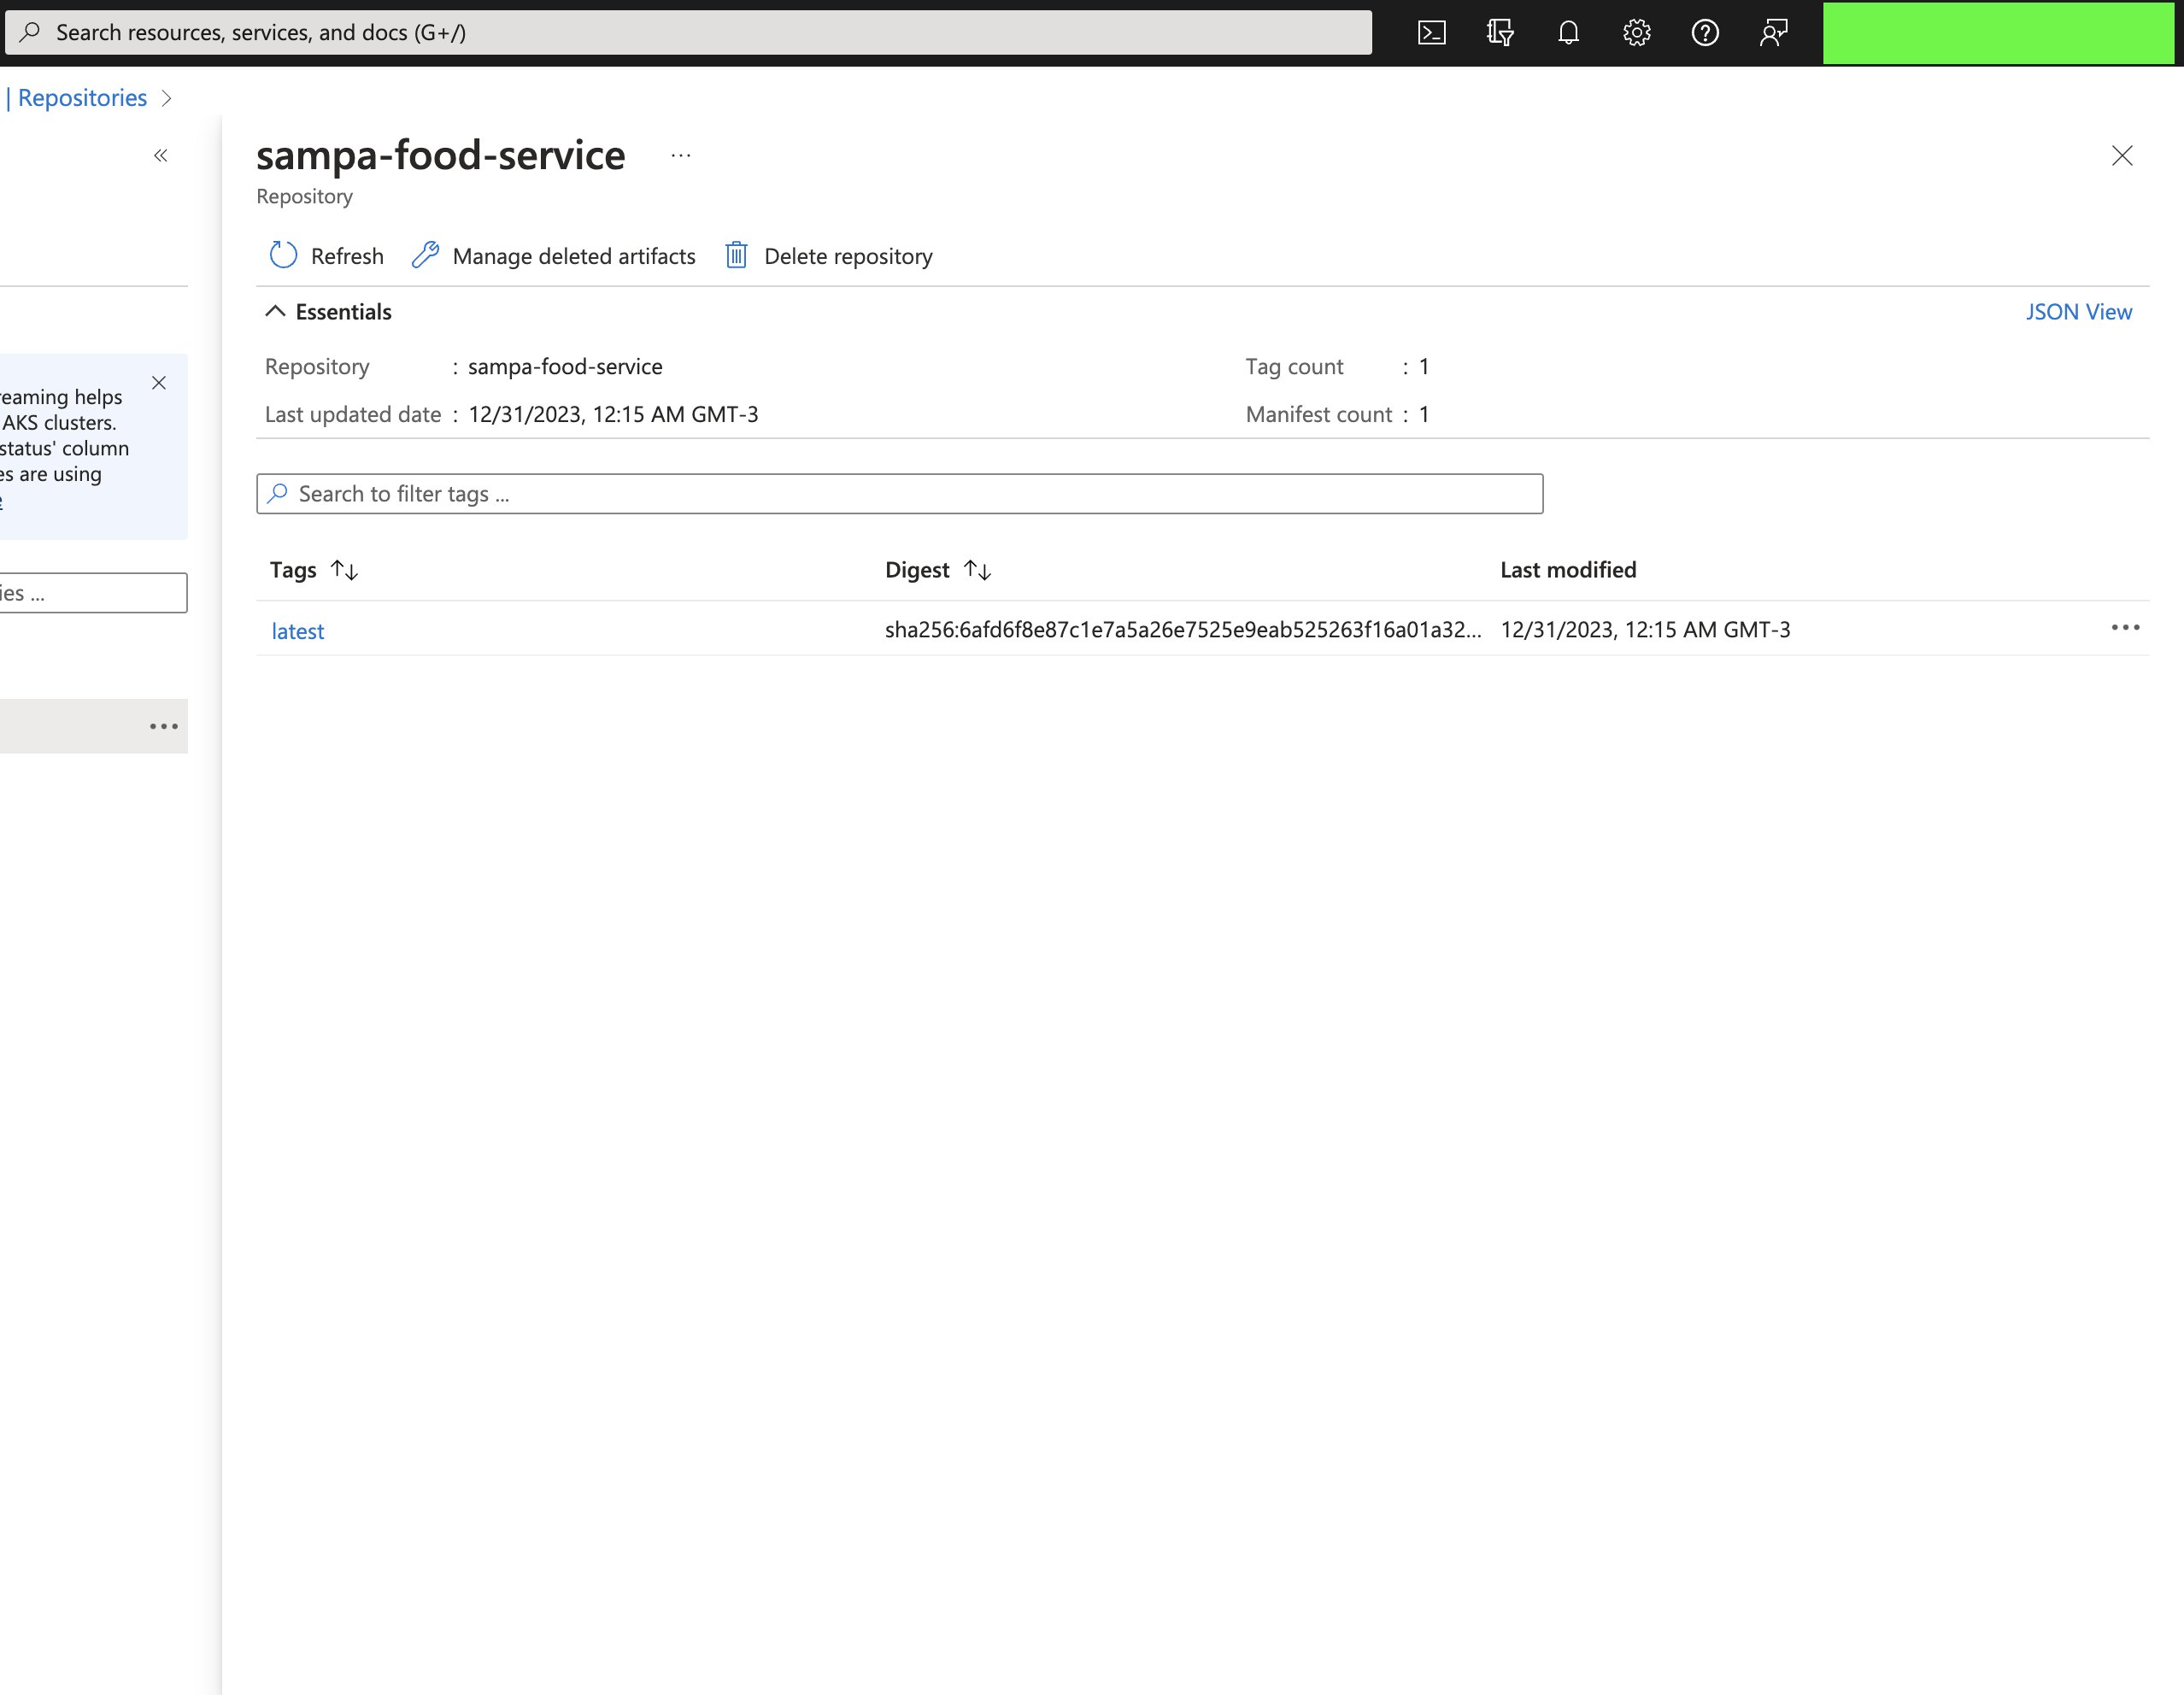 Search resources, services, and docs (G+/)
| Repositories
sampa-food-service
...
Repository
Refresh
Manage deleted artifacts
Delete repository
Essentials
JSON View
Repository : sampa-food-service
Tag count : 1
Last updated date : 12/31/2023, 12:15 AM GMT-3
Manifest count : 1
reaming helps
AKS clusters.
status' column
es are using
Search to filter tags ...
ies ...
Tags
Digest
Last modified
latest
sha256:6afd6f8e87c1e7a5a26e7525e9eab525263f16a01a32...
12/31/2023, 12:15 AM GMT-3